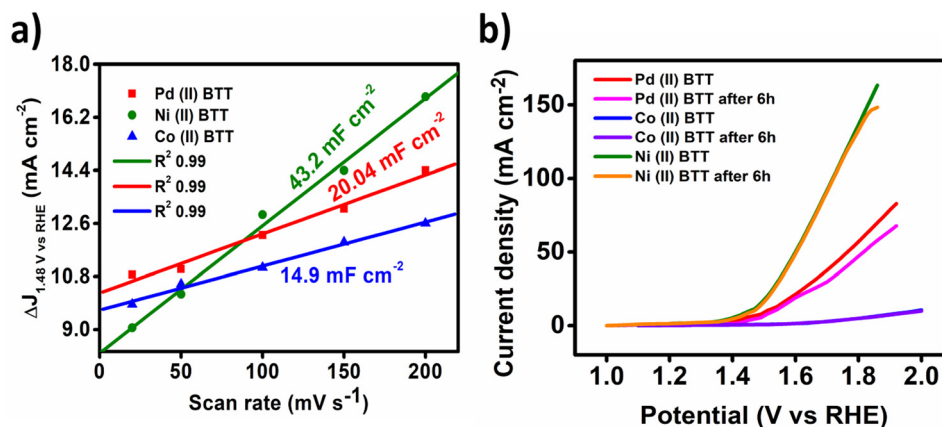 a)
ΔJ1.48 V vs RHE (mA cm-2)
18.0
16.2
14.4
12.6
10.8
9.0
Pd (II) BTT
Ni (II) BTT
Co (II) BTT
R2 0.99
R2 0.99
R2 0.99
43.2 mF cm-2
20.04 mF cm-2
14.9 mF cm-2
0 50 100 150 200
Scan rate (mV s-1)
b)
Current density (mA cm-2)
150
100
50
0
Pd (II) BTT
Pd (II) BTT after 6h
Co (II) BTT
Co (II) BTT after 6h
Ni (II) BTT
Ni (II) BTT after 6h
1.0 1.2 1.4 1.6 1.8 2.0
Potential (V vs RHE)